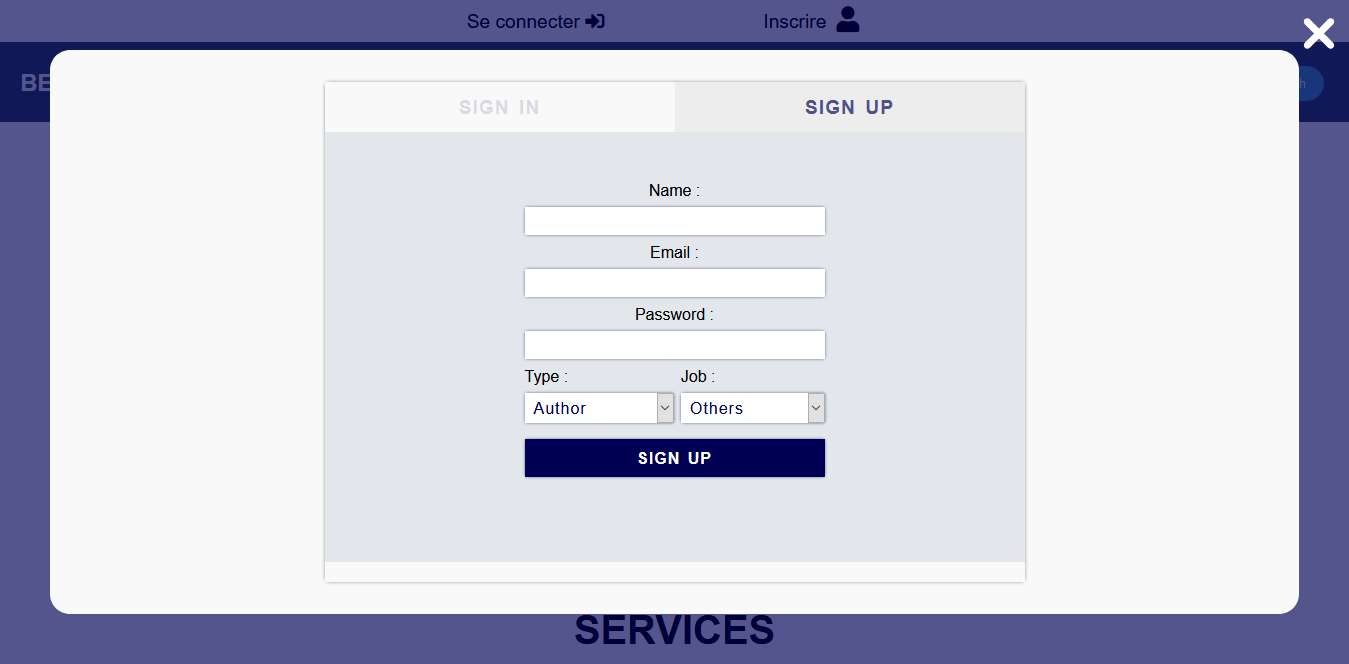 Se connecter
Inscrire
BE
SIGN IN
SIGN UP
Name :
Email :
Password :
Type :
Job :
Author
Others
SIGN UP
SERVICES